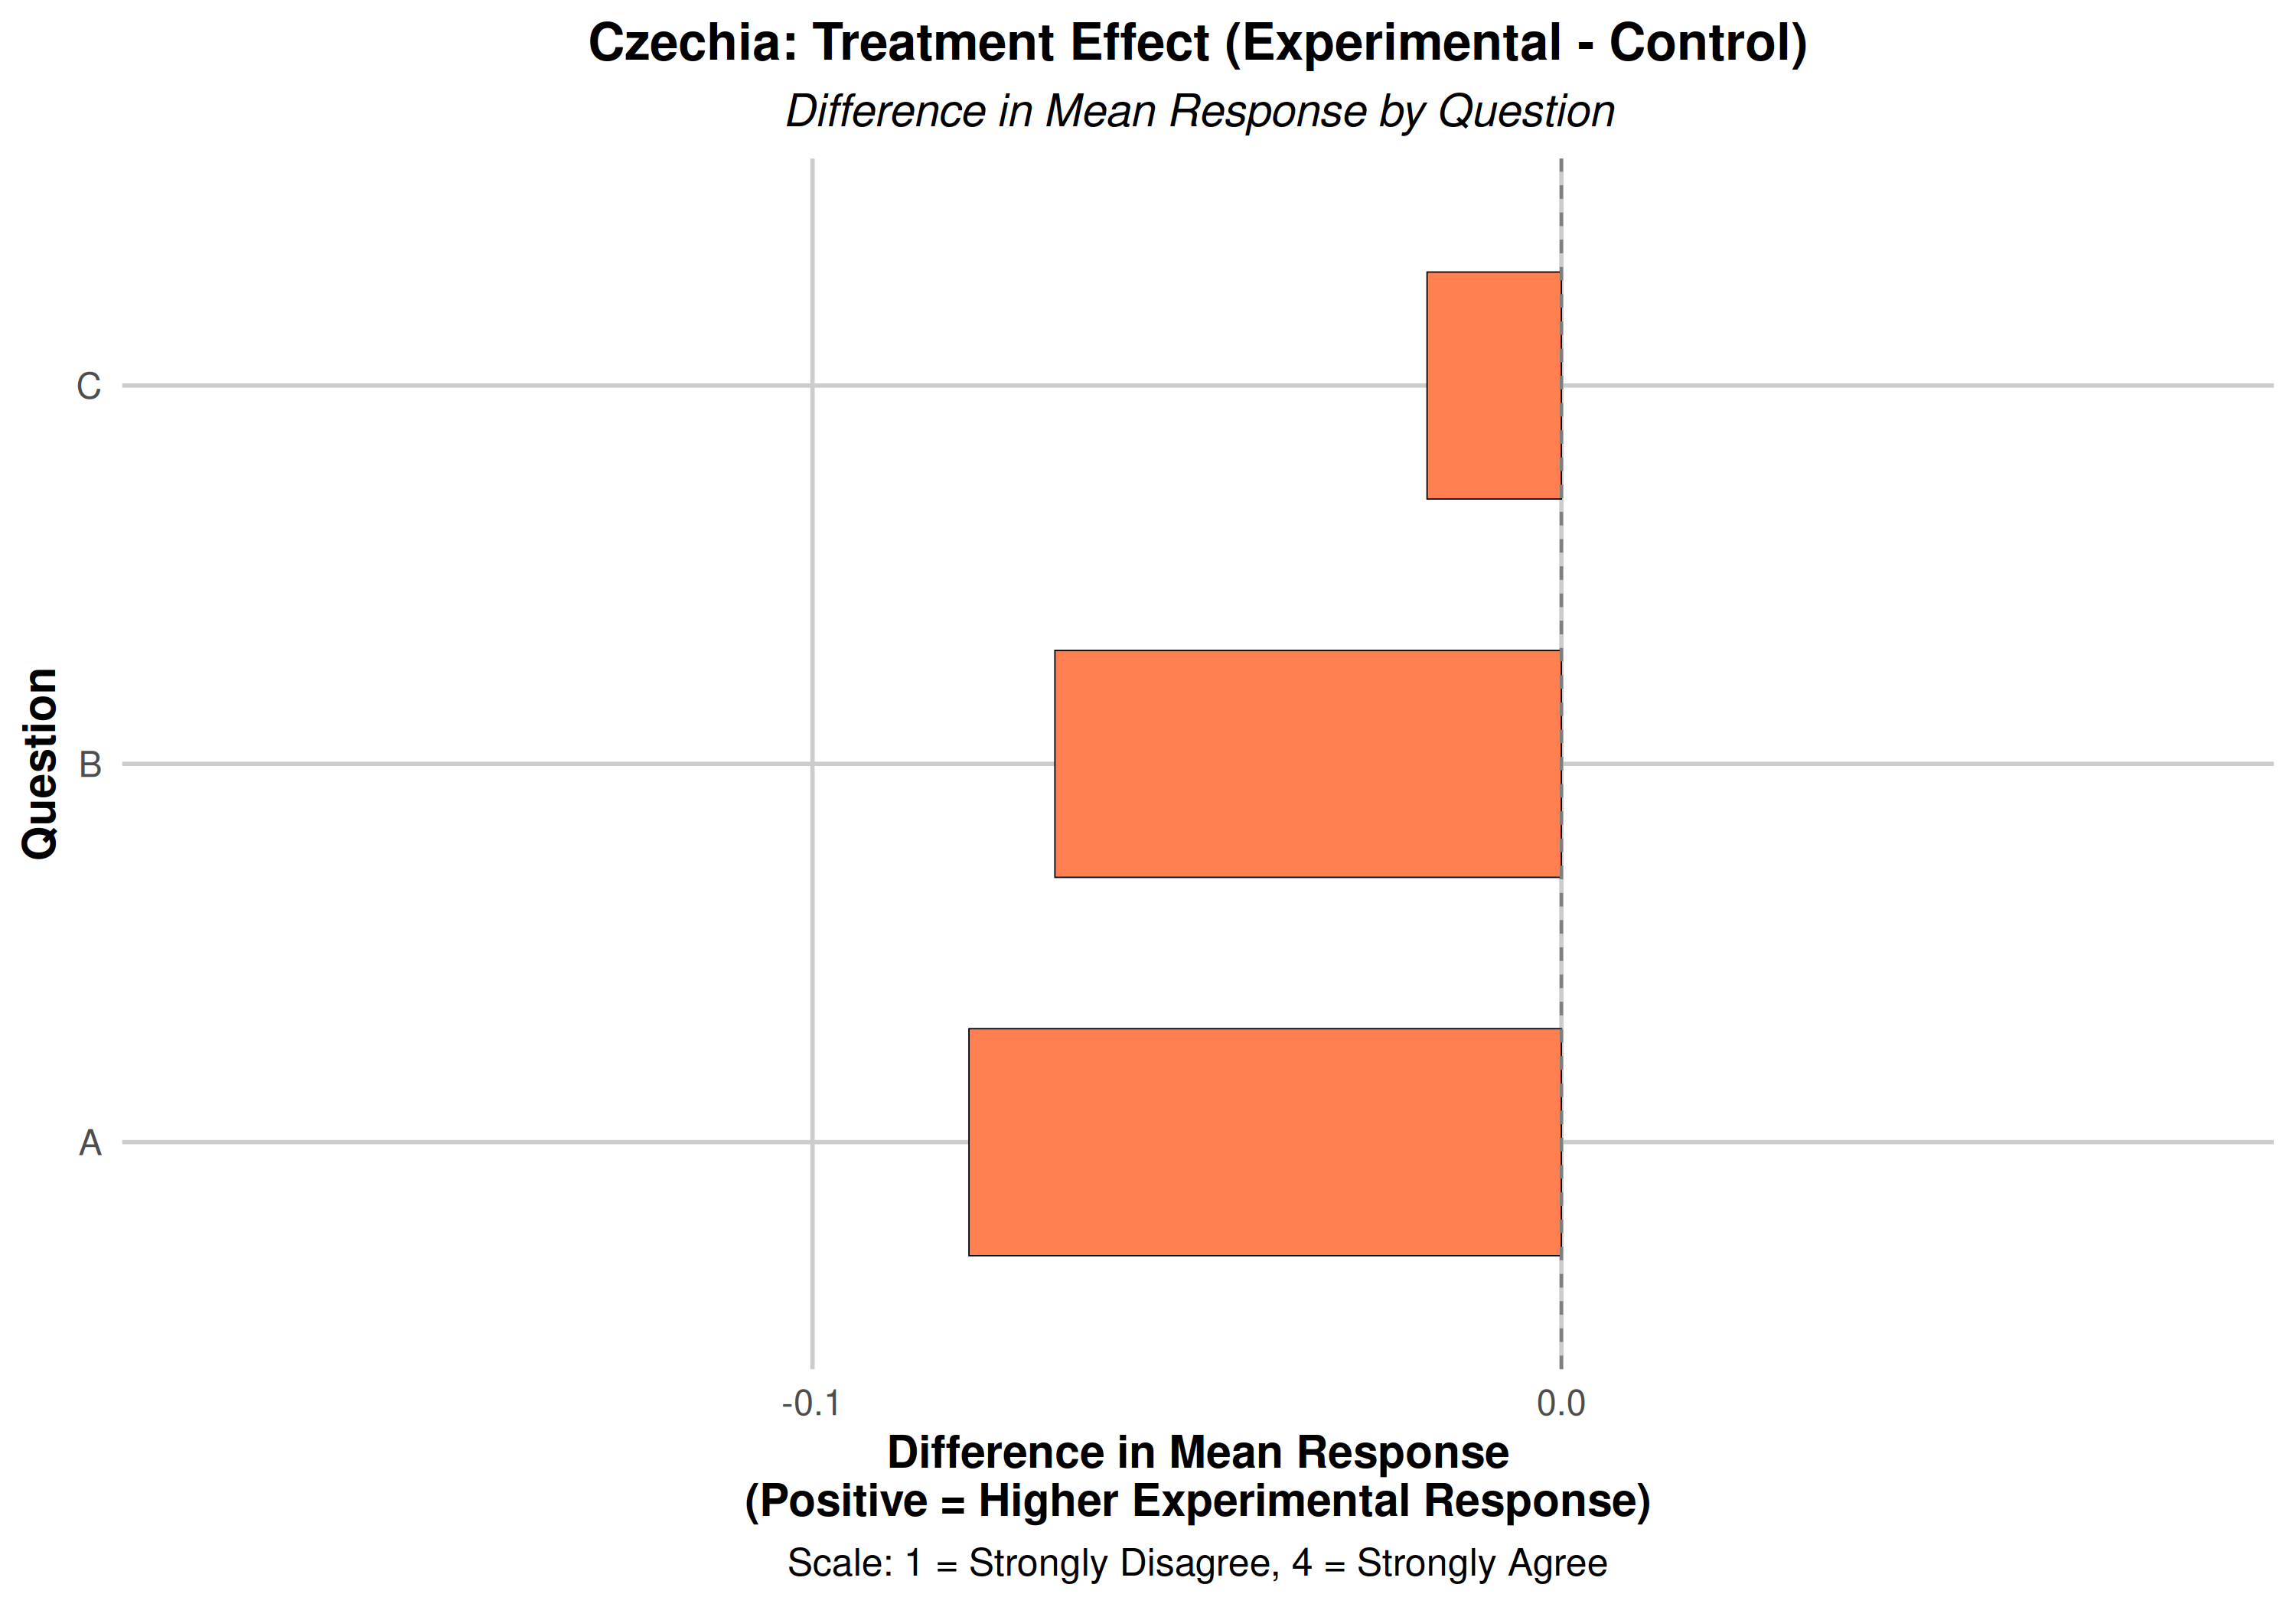 Czechia: Treatment Effect (Experimental - Control)
Difference in Mean Response by Question
C
B
A
Question
-0.1
0.0
Difference in Mean Response
(Positive = Higher Experimental Response)
Scale: 1 = Strongly Disagree, 4 = Strongly Agree